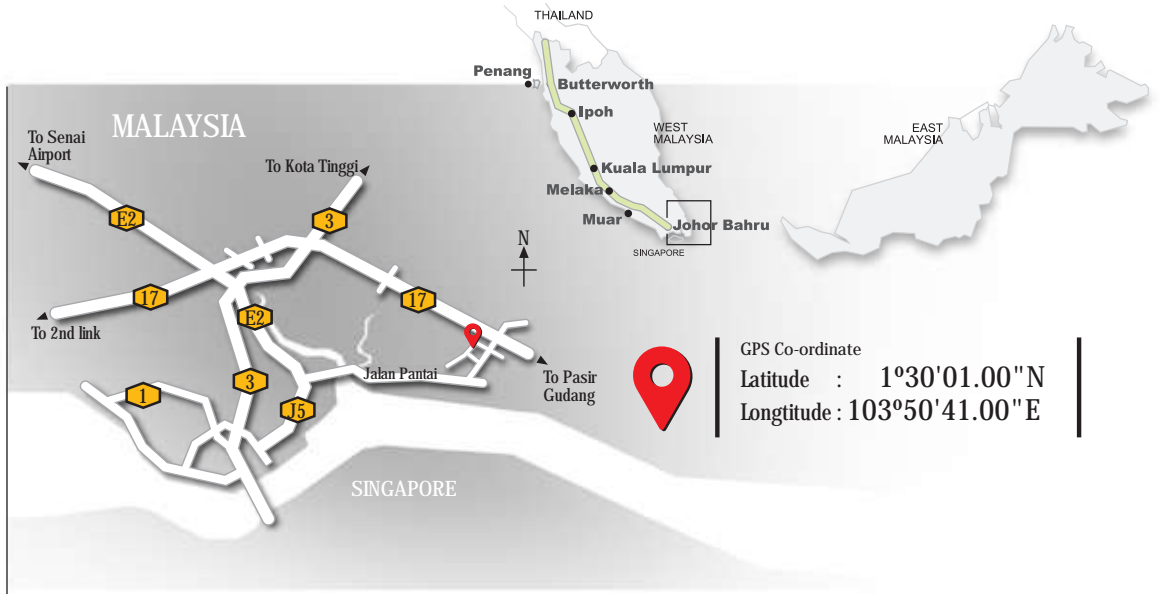 THAILAND
Penang
Butterworth
Ipoh
WEST
MALAYSIA
EAST
MALAYSIA
Kuala Lumpur
Melaka
Muar
Johor Bahru
SINGAPORE
MALAYSIA
To Senai
Airport
To Kota Tinggi
E2
3
N
17
17
E2
To 2nd link
Jalan Pantai
To Pasir
Gudang
3
1
J5
SINGAPORE
GPS Co-ordinate
Latitude : 1º30'01.00"N
Longtitude : 103º50'41.00"E